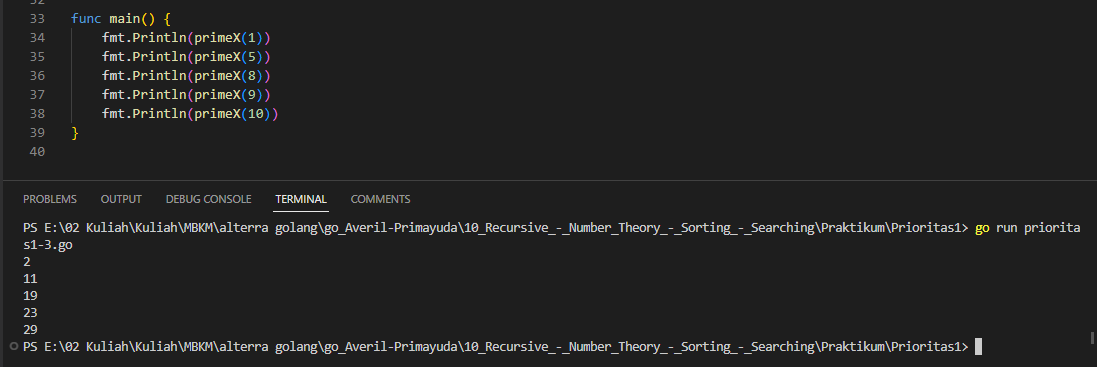 32
33 func main() {
34 fmt.Println(primeX(1))
35 fmt.Println(primeX(5))
36 fmt.Println(primeX(8))
37 fmt.Println(primeX(9))
38 fmt.Println(primeX(10))
39 }
40
PROBLEMS OUTPUT DEBUG CONSOLE TERMINAL COMMENTS
PS E:\02 Kuliah\Kuliah\MBKM\alterra golang\go_Averil-Primayuda\10_Recursive_-_Number_Theory_-_Sorting_-_Searching\Praktikum\Prioritas1> go run priorita
s1-3.go
2
11
19
23
29
PS E:\02 Kuliah\Kuliah\MBKM\alterra golang\go_Averil-Primayuda\10_Recursive_-_Number_Theory_-_Sorting_-_Searching\Praktikum\Prioritas1>